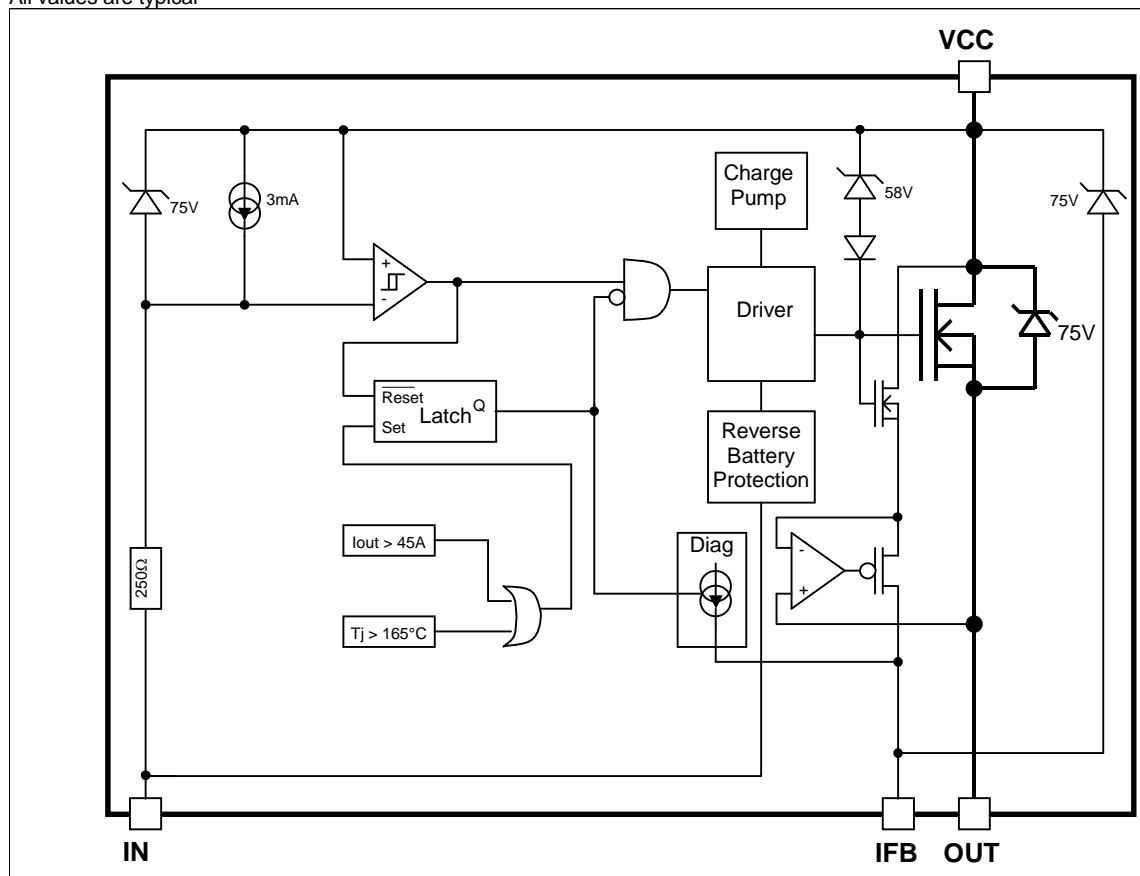 All values are typical
VCC
75V
3mA
Charge
Pump
58V
75V
+
-
Driver
75V
Reset
Latch
Q
Set
Reverse
Battery
Protection
Iout > 45A
Diag
-
+
250Ω
Tj > 165°C
IN
IFB
OUT